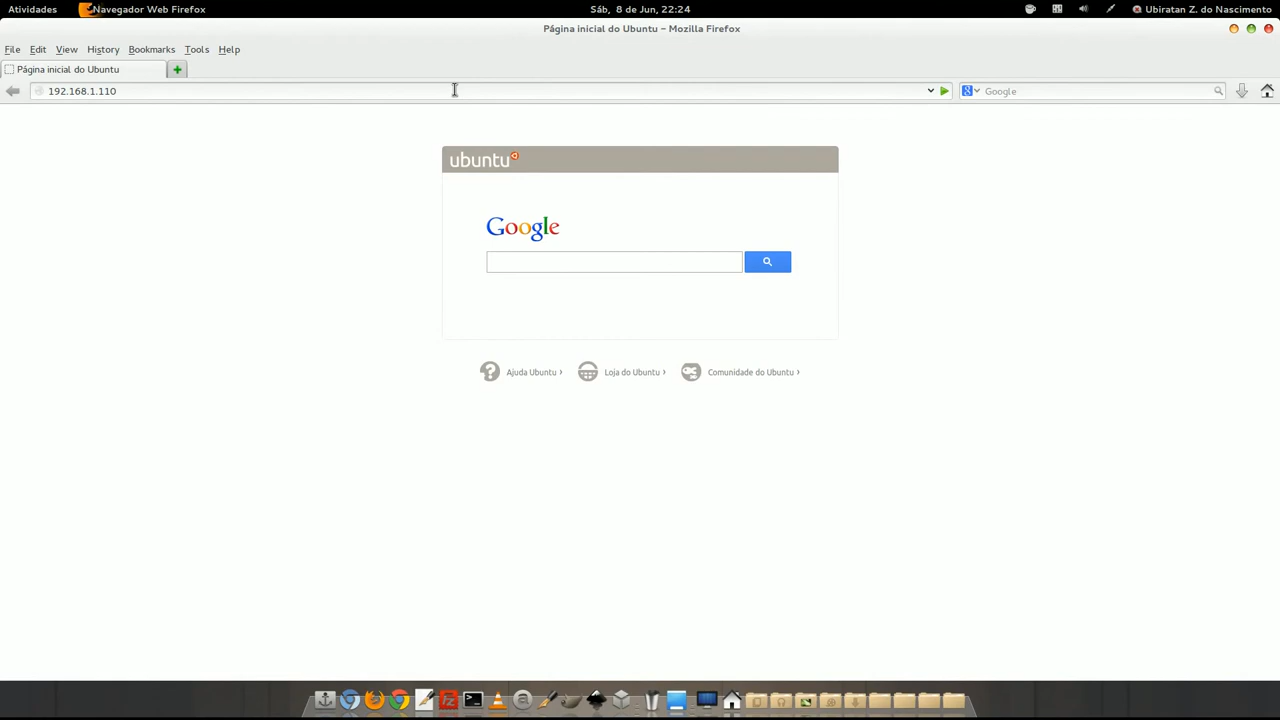 Atividades Navegador Web Firefox Sáb, 8 de Jun, 22:24 Ubiratan Z. do Nascimento
Página inicial do Ubuntu - Mozilla Firefox
File Edit View History Bookmarks Tools Help
Página inicial do Ubuntu
192.168.1.110 Google
ubuntu
Google
Ajuda Ubuntu › Loja do Ubuntu › Comunidade do Ubuntu ›